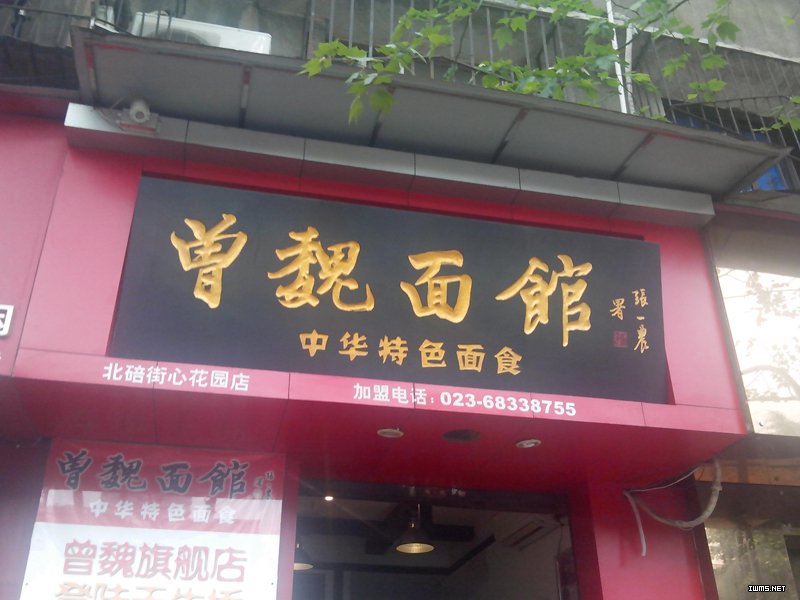 曾魏面館
張一農
署
中华特色面食
北碚街心花园店
加盟电话：023-68338755
曾魏面館
中华特色面食
曾魏旗舰店
IWMS.NET